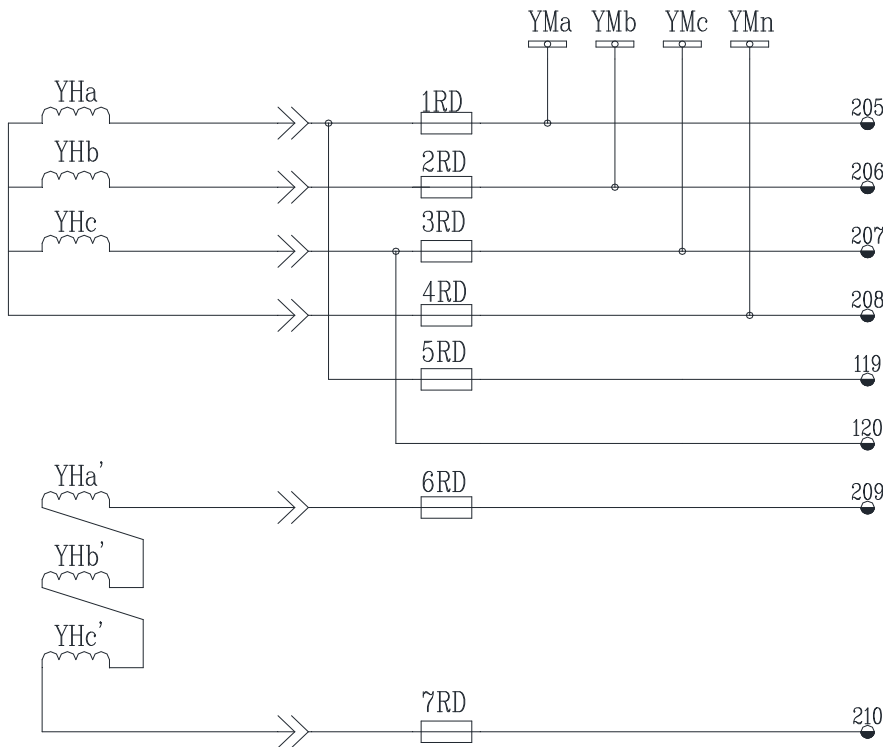 YMa YMb YMc YMn
YHa 1RD 205
YHb 2RD 206
YHc 3RD 207
4RD 208
5RD 119
120
YHa' 6RD 209
YHb'
YHc'
7RD 210